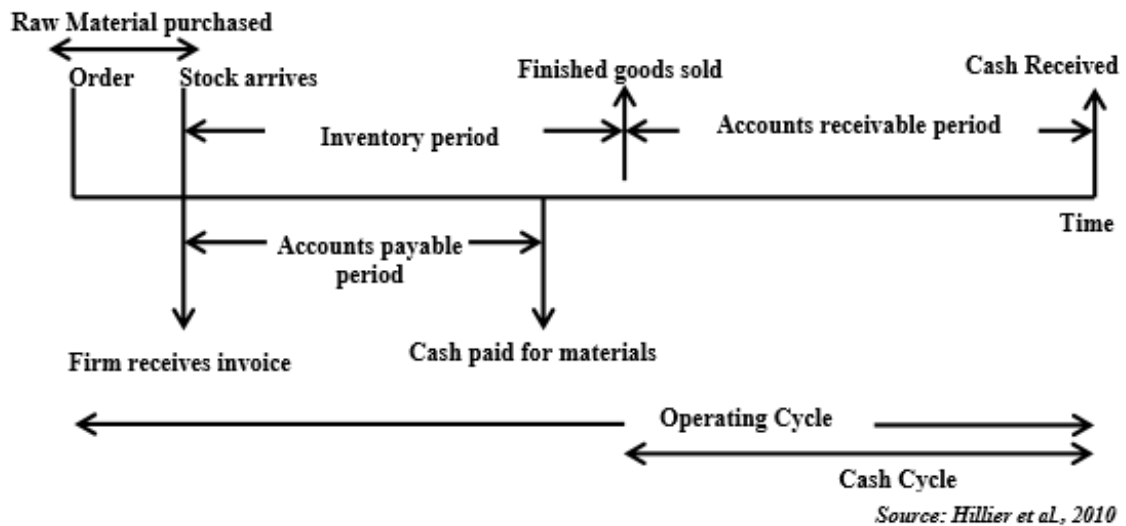 Raw Material purchased
Order
Stock arrives
Finished goods sold
Cash Received
Inventory period
Accounts receivable period
Time
Accounts payable
period
Firm receives invoice
Cash paid for materials
Operating Cycle
Cash Cycle
Source: Hillier et al., 2010